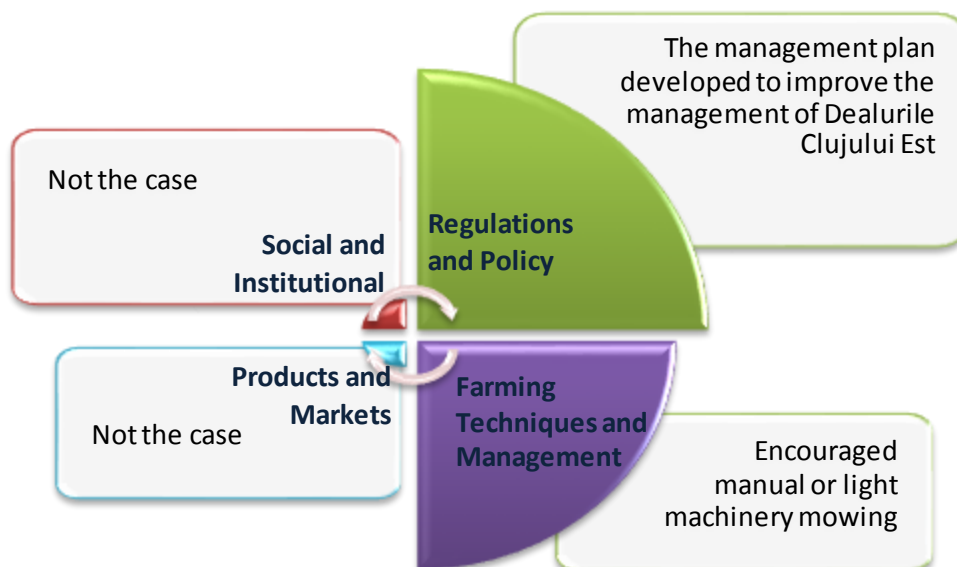 The management plan
developed to improve the
management of Dealurile
Clujului Est
Not the case
Social and
Institutional
Regulations
and Policy
Products and
Markets
Not the case
Farming
Techniques and
Management
Encouraged
manual or light
machinery mowing